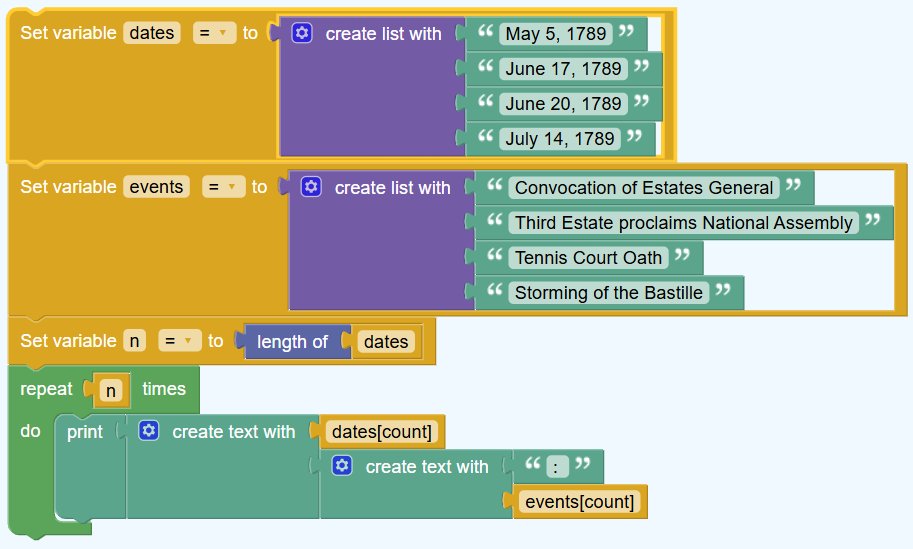 Set variable dates = to create list with “ May 5, 1789 ”
“ June 17, 1789 ”
“ June 20, 1789 ”
“ July 14, 1789 ”
Set variable events = to create list with “ Convocation of Estates General ”
“ Third Estate proclaims National Assembly ”
“ Tennis Court Oath ”
“ Storming of the Bastille ”
Set variable n = to length of dates
repeat n times
do print create text with dates[count]
create text with “ : ”
events[count]